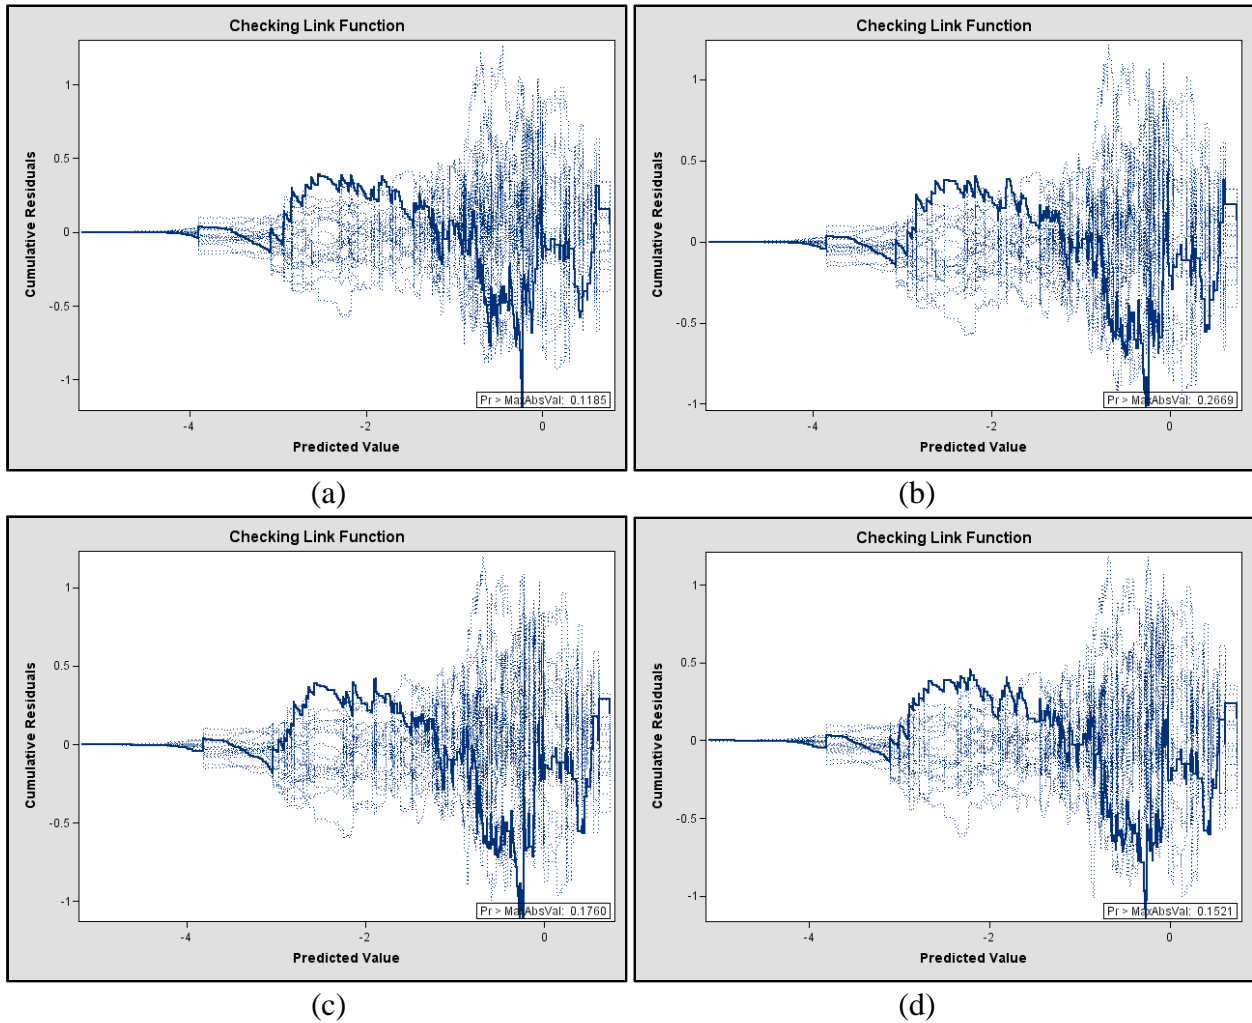 Checking Link Function
Cumulative Residuals
1
0.5
0
-0.5
-1
Pr > MaxAbsVal: 0.1185
-4 -2 0
Predicted Value
(a)
Checking Link Function
Cumulative Residuals
1
0.5
0
-0.5
-1
Pr > MaxAbsVal: 0.2669
-4 -2 0
Predicted Value
(b)
Checking Link Function
Cumulative Residuals
1
0.5
0
-0.5
-1
Pr > MaxAbsVal: 0.1760
-4 -2 0
Predicted Value
(c)
Checking Link Function
Cumulative Residuals
1
0.5
0
-0.5
-1
Pr > MaxAbsVal: 0.1521
-4 -2 0
Predicted Value
(d)